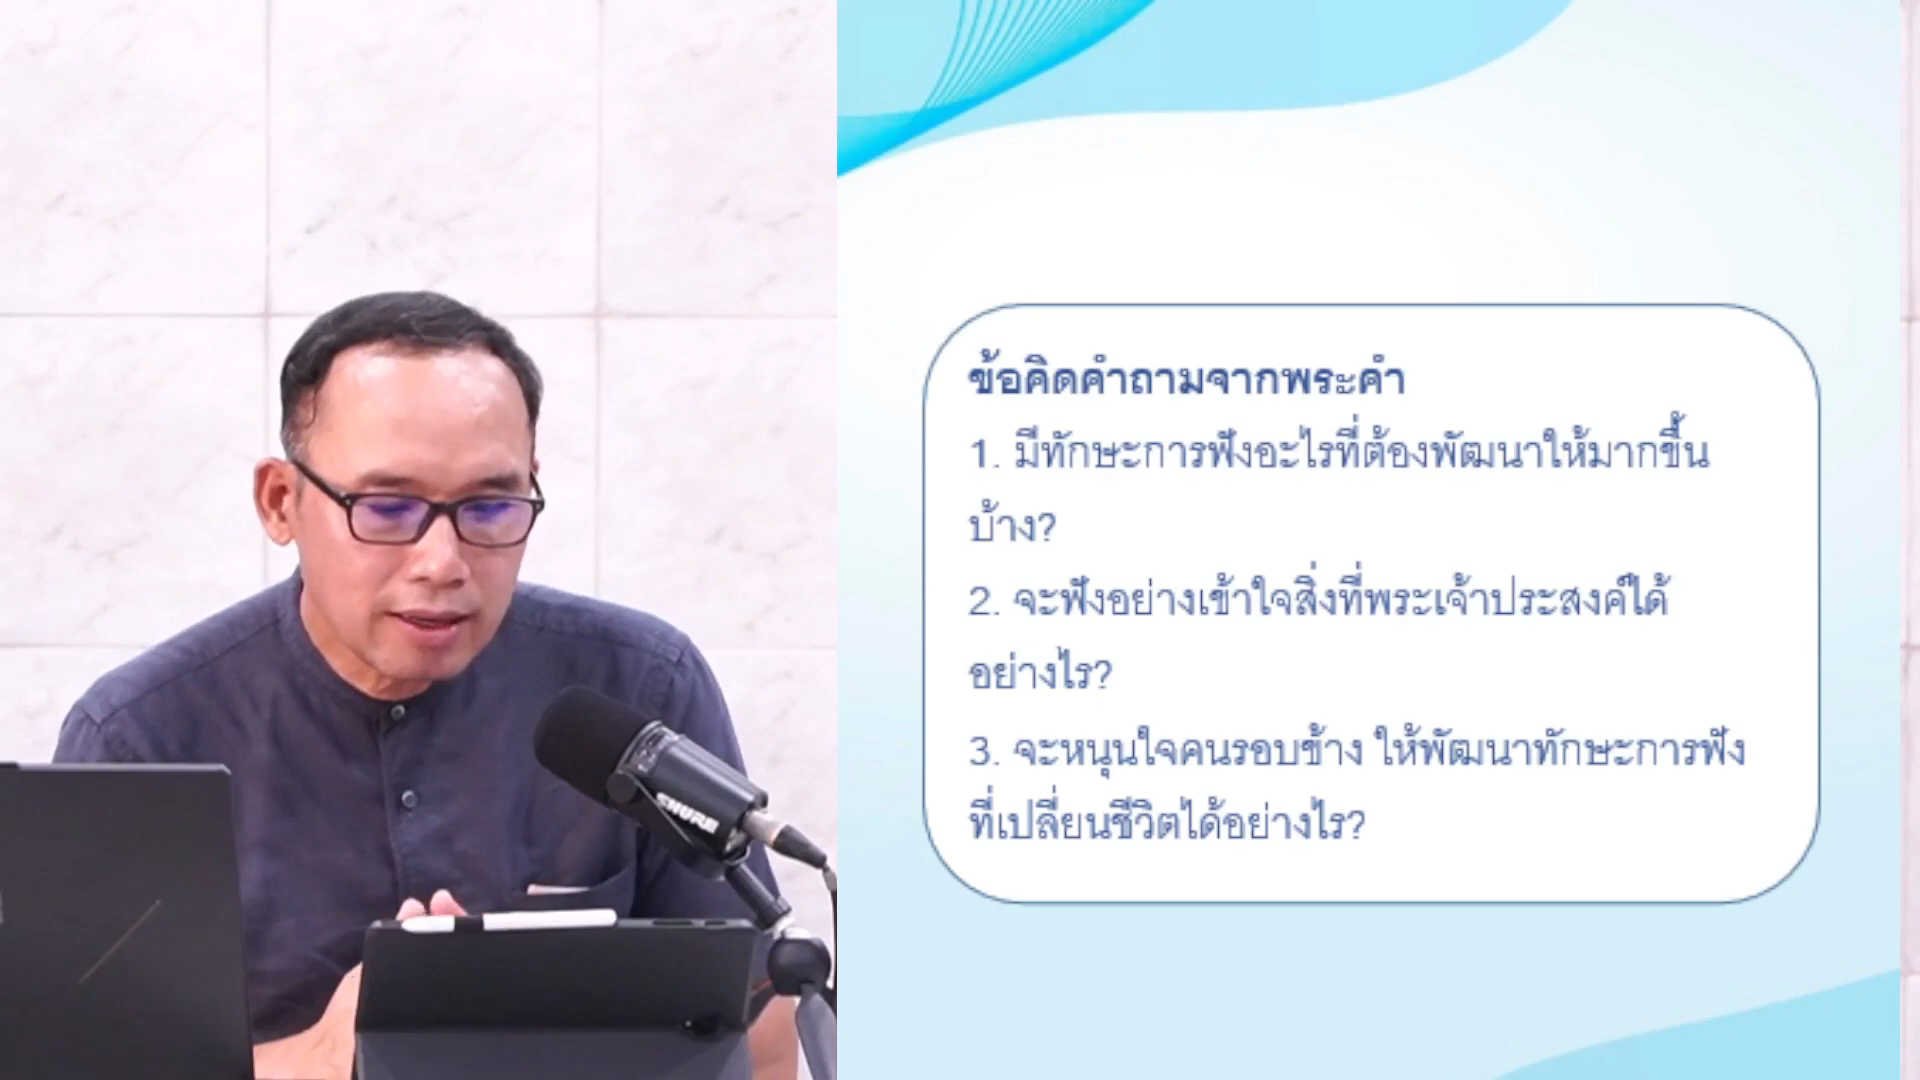 ข้อคิดคำถามจากพระคำ
1. มีทักษะการฟังอะไรที่ต้องพัฒนาให้มากขึ้น
บ้าง?
2. จะฟังอย่างเข้าใจสิ่งที่พระเจ้าประสงค์ได้
อย่างไร?
3. จะหนุนใจคนรอบข้าง ให้พัฒนาทักษะการฟัง
ที่เปลี่ยนชีวิตได้อย่างไร?
SHURE